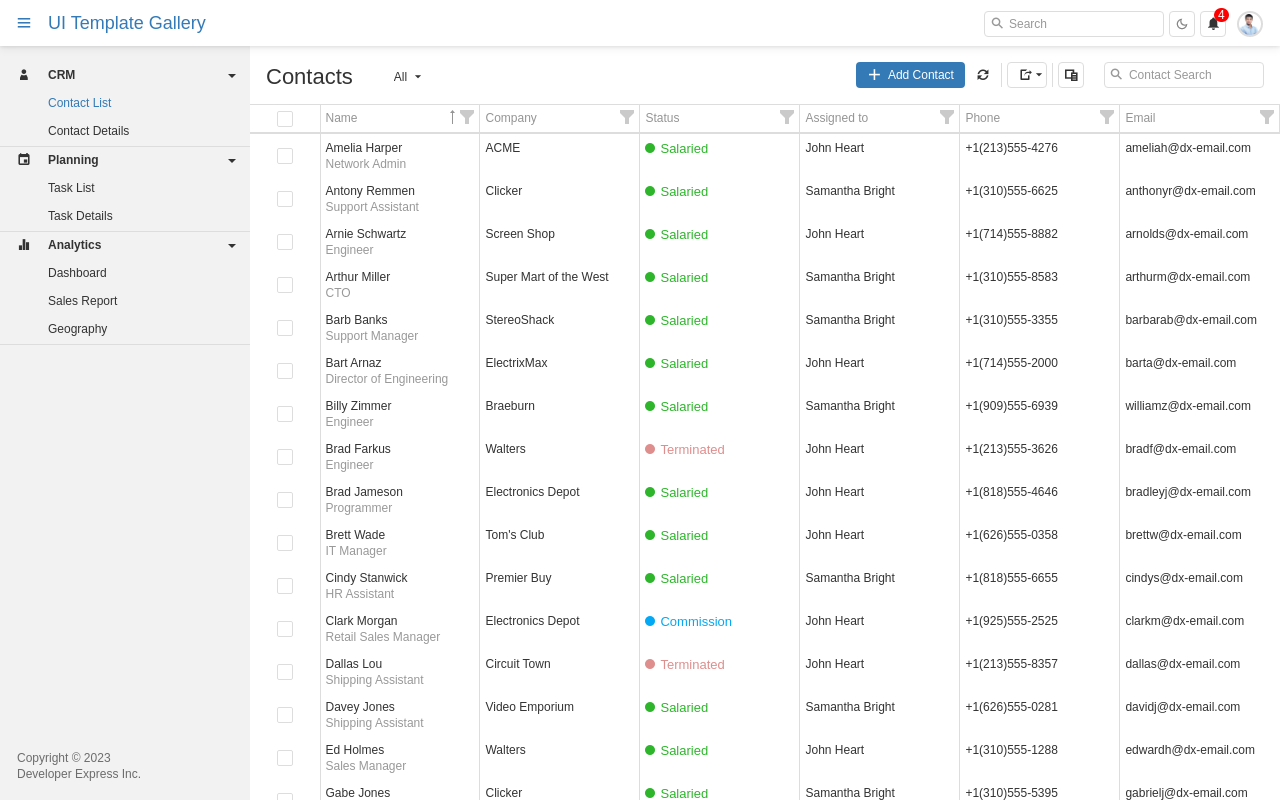 UI Template Gallery
Search
4
CRM
Contact List
Contact Details
Planning
Task List
Task Details
Analytics
Dashboard
Sales Report
Geography
Copyright © 2023
Developer Express Inc.
Contacts
All
Add Contact
Contact Search
Name Company Status Assigned to Phone Email
Amelia Harper ACME Salaried John Heart +1(213)555-4276 ameliah@dx-email.com
Network Admin
Antony Remmen Clicker Salaried Samantha Bright +1(310)555-6625 anthonyr@dx-email.com
Support Assistant
Arnie Schwartz Screen Shop Salaried John Heart +1(714)555-8882 arnolds@dx-email.com
Engineer
Arthur Miller Super Mart of the West Salaried Samantha Bright +1(310)555-8583 arthurm@dx-email.com
CTO
Barb Banks StereoShack Salaried Samantha Bright +1(310)555-3355 barbarab@dx-email.com
Support Manager
Bart Arnaz ElectrixMax Salaried John Heart +1(714)555-2000 barta@dx-email.com
Director of Engineering
Billy Zimmer Braeburn Salaried Samantha Bright +1(909)555-6939 williamz@dx-email.com
Engineer
Brad Farkus Walters Terminated John Heart +1(213)555-3626 bradf@dx-email.com
Engineer
Brad Jameson Electronics Depot Salaried John Heart +1(818)555-4646 bradleyj@dx-email.com
Programmer
Brett Wade Tom's Club Salaried John Heart +1(626)555-0358 brettw@dx-email.com
IT Manager
Cindy Stanwick Premier Buy Salaried Samantha Bright +1(818)555-6655 cindys@dx-email.com
HR Assistant
Clark Morgan Electronics Depot Commission John Heart +1(925)555-2525 clarkm@dx-email.com
Retail Sales Manager
Dallas Lou Circuit Town Terminated John Heart +1(213)555-8357 dallas@dx-email.com
Shipping Assistant
Davey Jones Video Emporium Salaried Samantha Bright +1(626)555-0281 davidj@dx-email.com
Shipping Assistant
Ed Holmes Walters Salaried John Heart +1(310)555-1288 edwardh@dx-email.com
Sales Manager
Gabe Jones Clicker Salaried Samantha Bright +1(310)555-5395 gabrielj@dx-email.com